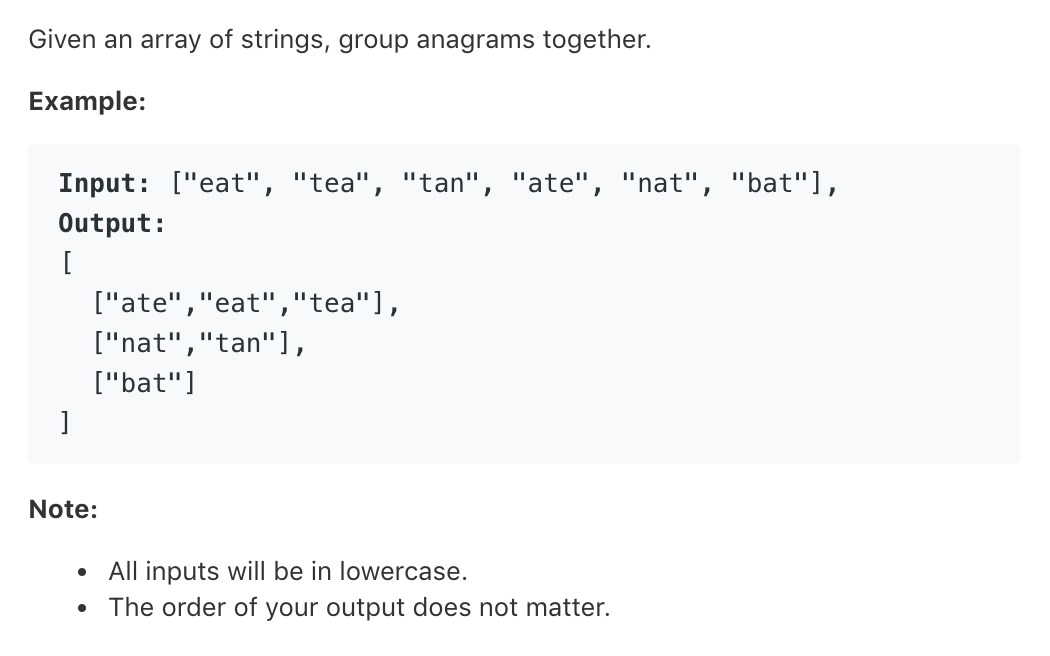 Given an array of strings, group anagrams together.
Example:
Input: ["eat", "tea", "tan", "ate", "nat", "bat"],
Output:
[
  ["ate","eat","tea"],
  ["nat","tan"],
  ["bat"]
]
Note:
• All inputs will be in lowercase.
• The order of your output does not matter.